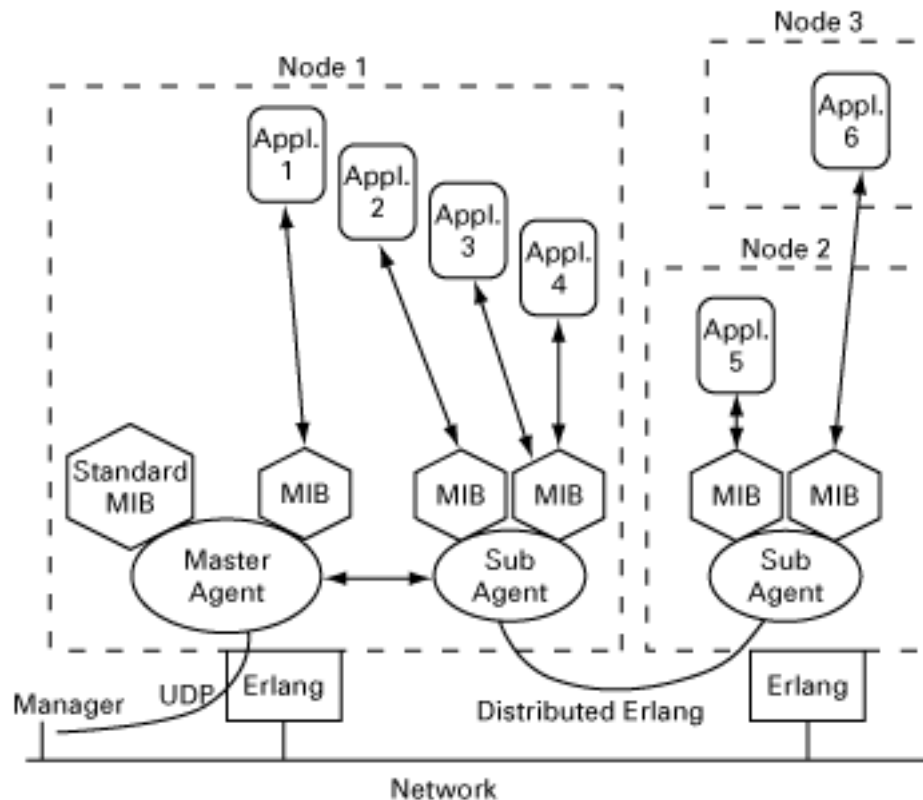 Node 3
Node 1
Appl.
1
Appl.
2
Appl.
3
Appl.
4
Appl.
6
Node 2
Appl.
5
Standard
MIB
MIB
MIB
MIB
MIB
MIB
Master
Agent
Sub
Agent
Sub
Agent
Manager
UDP
Erlang
Distributed Erlang
Erlang
Network